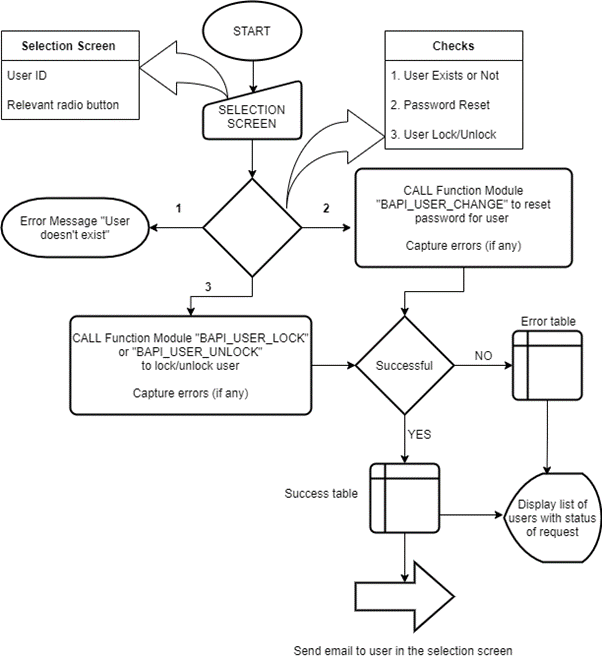 START
Selection Screen
User ID
Relevant radio button
Checks
1. User Exists or Not
2. Password Reset
3. User Lock/Unlock
SELECTION
SCREEN
1
2
3
Error Message "User
doesn't exist"
CALL Function Module
"BAPI_USER_CHANGE" to reset
password for user
Capture errors (if any)
CALL Function Module "BAPI_USER_LOCK"
or "BAPI_USER_UNLOCK"
to lock/unlock user
Capture errors (if any)
Successful
NO
Error table
YES
Success table
Display list of
users with status
of request
Send email to user in the selection screen